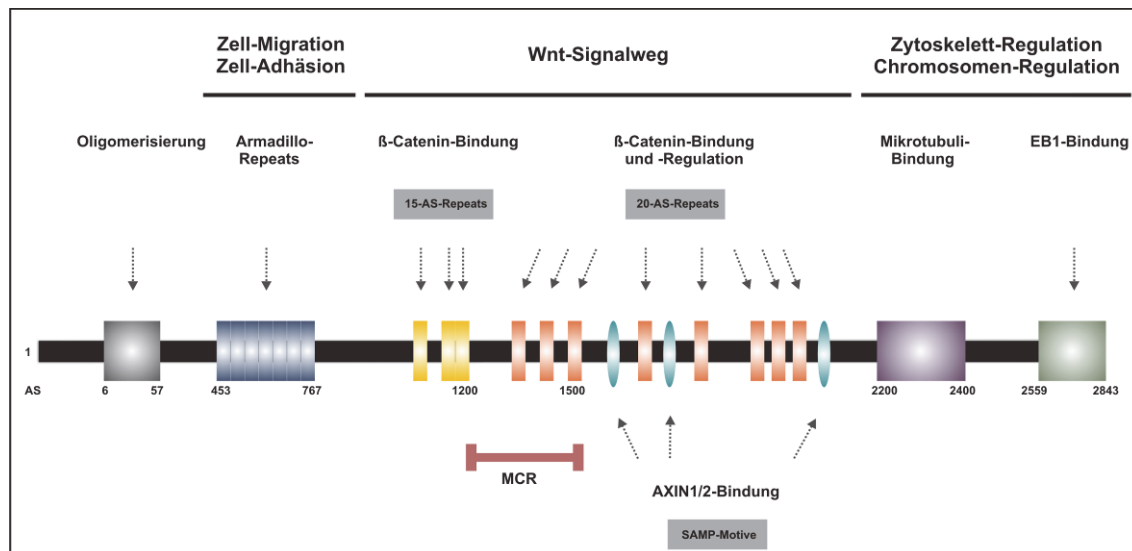 Zell-Migration
Zell-Adhäsion
Wnt-Signalweg
Zytoskelett-Regulation
Chromosomen-Regulation
Oligomerisierung
Armadillo-
Repeats
ß-Catenin-Bindung
ß-Catenin-Bindung
und -Regulation
Mikrotubuli-
Bindung
EB1-Bindung
15-AS-Repeats
20-AS-Repeats
1
AS
6
57
453
767
1200
1500
2200
2400
2559
2843
MCR
AXIN1/2-Bindung
SAMP-Motive